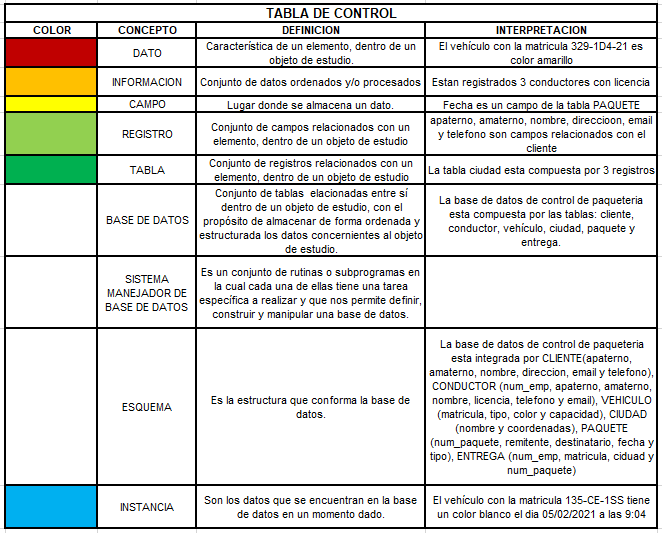 TABLA DE CONTROL
COLOR CONCEPTO DEFINICION INTERPRETACION
DATO
Característica de un elemento, dentro de un
objeto de estudio.
El vehículo con la matricula 329-1D4-21 es
color amarillo
INFORMACION
Conjunto de datos ordenados y/o procesados
Estan registrados 3 conductores con licencia
CAMPO
Lugar donde se almacena un dato.
Fecha es un campo de la tabla PAQUETE
REGISTRO
Conjunto de campos relacionados con un
elemento, dentro de un objeto de estudio
apaterno, amaterno, nombre, direccioon, email
y telefono son campos relacionados con el
cliente
TABLA
Conjunto de registros relacionados con un
elemento, dentro de un objeto de estudio
La tabla ciudad esta compuesta por 3 registros
BASE DE DATOS
Conjunto de tablas elacionadas entre sí
dentro de un objeto de estudio, con el
propósito de almacenar de forma ordenada y
estructurada los datos concernientes al objeto
de estudio.
La base de datos de control de paqueteria
esta compuesta por las tablas: cliente,
conductor, vehículo, ciudad, paquete y
entrega.
SISTEMA
MANEJADOR DE
BASE DE DATOS
Es un conjunto de rutinas o subprogramas en
la cual cada una de ellas tiene una tarea
específica a realizar y que nos permite definir,
construir y manipular una base de datos.
ESQUEMA
Es la estructura que conforma la base de
datos.
La base de datos de control de paqueteria
esta integrada por CLIENTE(apaterno,
amaterno, nombre, direccion, email y telefono),
CONDUCTOR (num_emp, apaterno, amaterno,
nombre, licencia, telefono y email), VEHICULO
(matricula, tipo, color y capacidad), CIUDAD
(nombre y coordenadas), PAQUETE
(num_paquete, remitente, destinatario, fecha y
tipo), ENTREGA (num_emp, matricula, ciduad y
num_paquete)
INSTANCIA
Son los datos que se encuentran en la base
de datos en un momento dado.
El vehículo con la matricula 135-CE-1SS tiene
un color blanco el dia 05/02/2021 a las 9:04